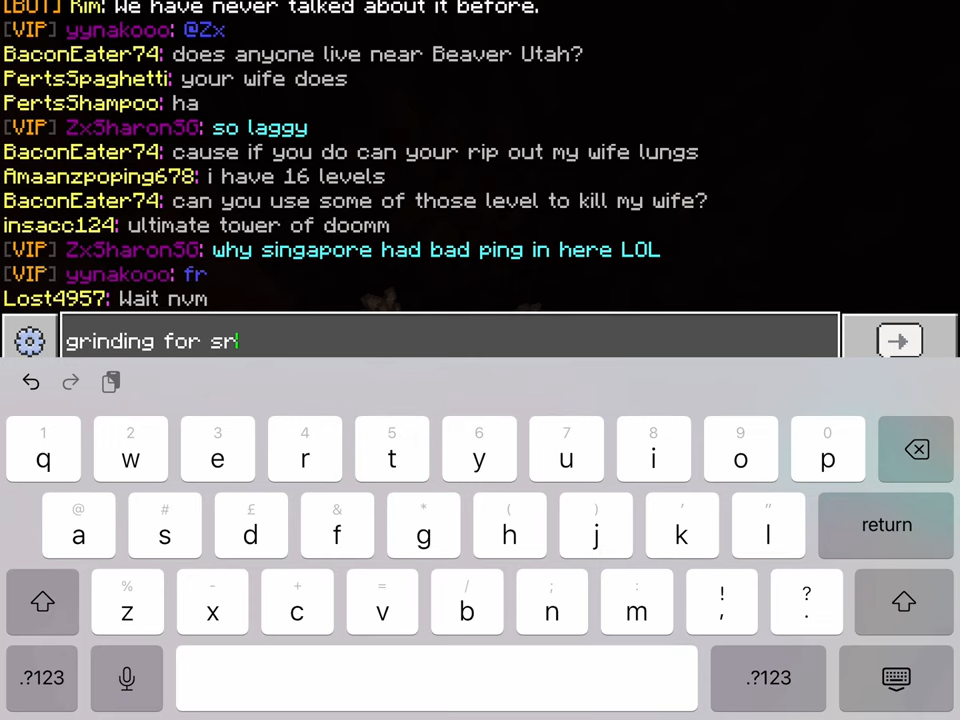 [BOT] Kim: We have never talked about it before.
[VIP] yynakooo: @Zx
BaconEater74: does anyone live near Beaver Utah?
PertsSpaghetti: your wife does
PertsShampoo: ha
[VIP] ZxSharonSG: so laggy
BaconEater74: cause if you do can your rip out my wife lungs
Amaanzpoping678: i have 16 levels
BaconEater74: can you use some of those level to kill my wife?
insacc124: ultimate tower of doomm
[VIP] ZxSharonSG: why singapore had bad ping in here LOL
[VIP] yynakooo: fr
Lost4957: Wait nvm
grinding for sr
1 2 3 4 5 6 7 8 9 0
q w e r t y u i o p
@ # £ & * ( ) ' "
a s d f g h j k l return
% - + = / ; : ! ?
z x c v b n m , .
.?123 .?123